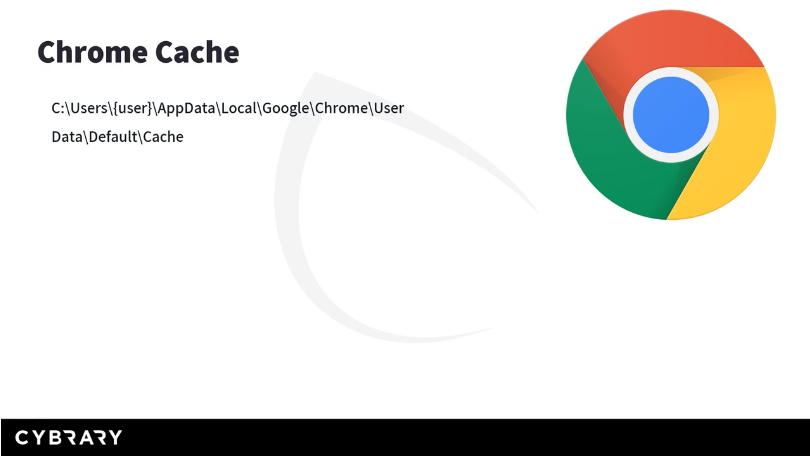 Chrome Cache
C:\Users\{user}\AppData\Local\Google\Chrome\User
Data\Default\Cache
CYBRARY